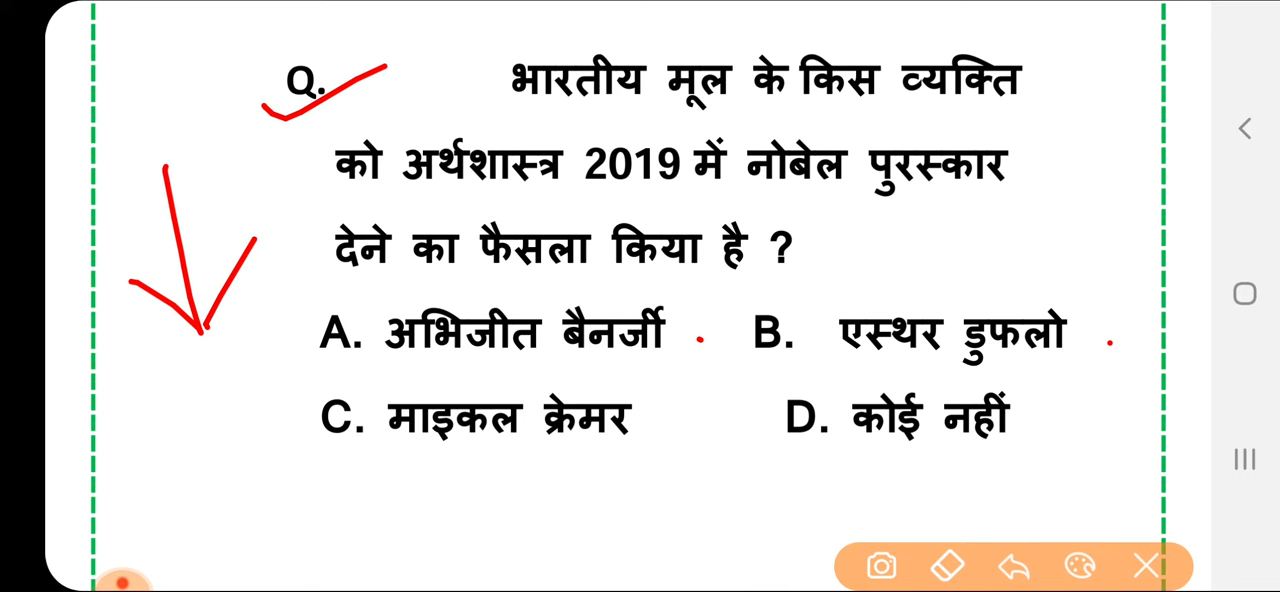 Q. भारतीय मूल के किस व्यक्ति
को अर्थशास्त्र 2019 में नोबेल पुरस्कार
देने का फैसला किया है ?
A. अभिजीत बैनर्जी B. एस्थर डुफलो
C. माइकल क्रेमर D. कोई नहीं